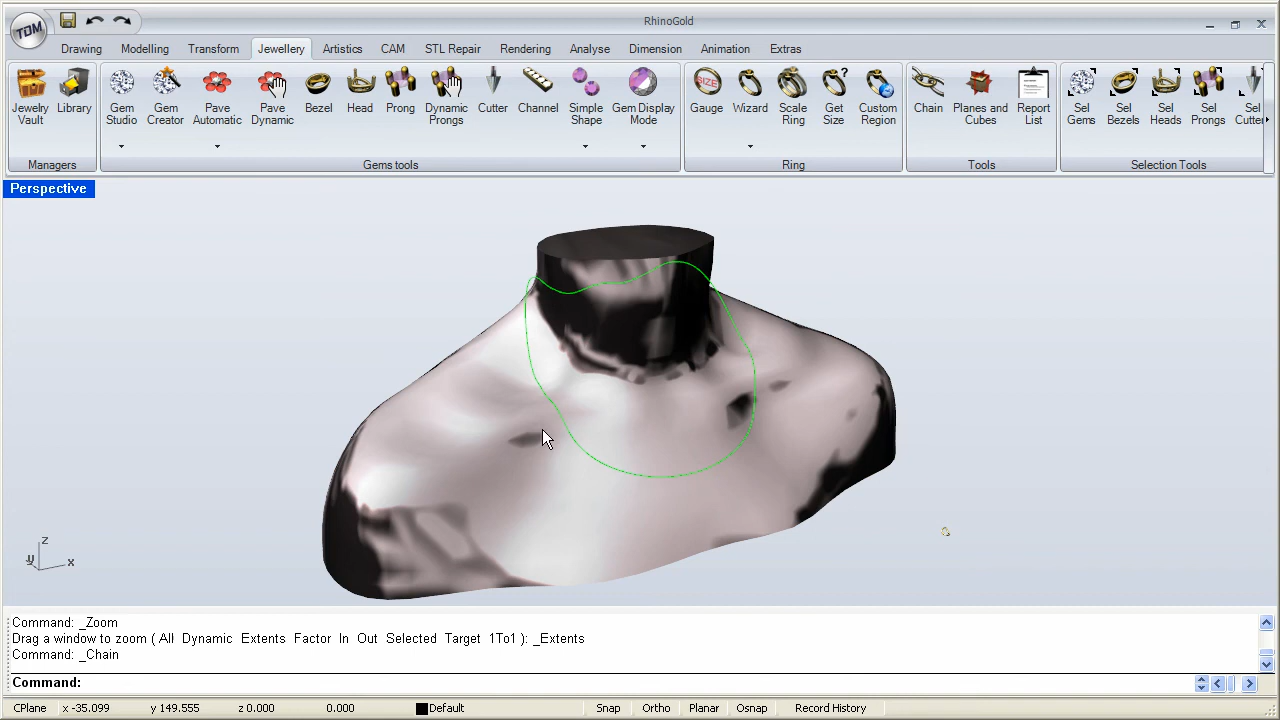 RhinoGold
TDM
Drawing Modelling Transform Jewellery Artistics CAM STL Repair Rendering Analyse Dimension Animation Extras
Jewelry Vault Library Gem Studio Gem Creator Pave Automatic Pave Dynamic Bezel Head Prong Dynamic Prongs Cutter Channel Simple Shape Gem Display Mode SIZE Gauge Wizard Scale Ring Get Size Custom Region Chain Planes and Cubes Report List Sel Gems Sel Bezels Sel Heads Sel Prongs Sel Cutter
Managers Gems tools Ring Tools Selection Tools
Perspective
z
y x
Command: _Zoom
Drag a window to zoom ( All Dynamic Extents Factor In Out Selected Target 1To1 ): _Extents
Command: _Chain
Command:
CPlane x -35.099 y 149.555 z 0.000 0.000 Default Snap Ortho Planar Osnap Record History